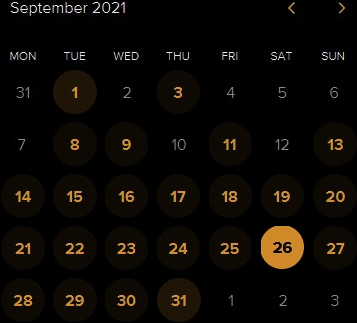 September 2021
MON TUE WED THU FRI SAT SUN
31 1 2 3 4 5 6
7 8 9 10 11 12 13
14 15 16 17 18 19 20
21 22 23 24 25 26 27
28 29 30 31 1 2 3